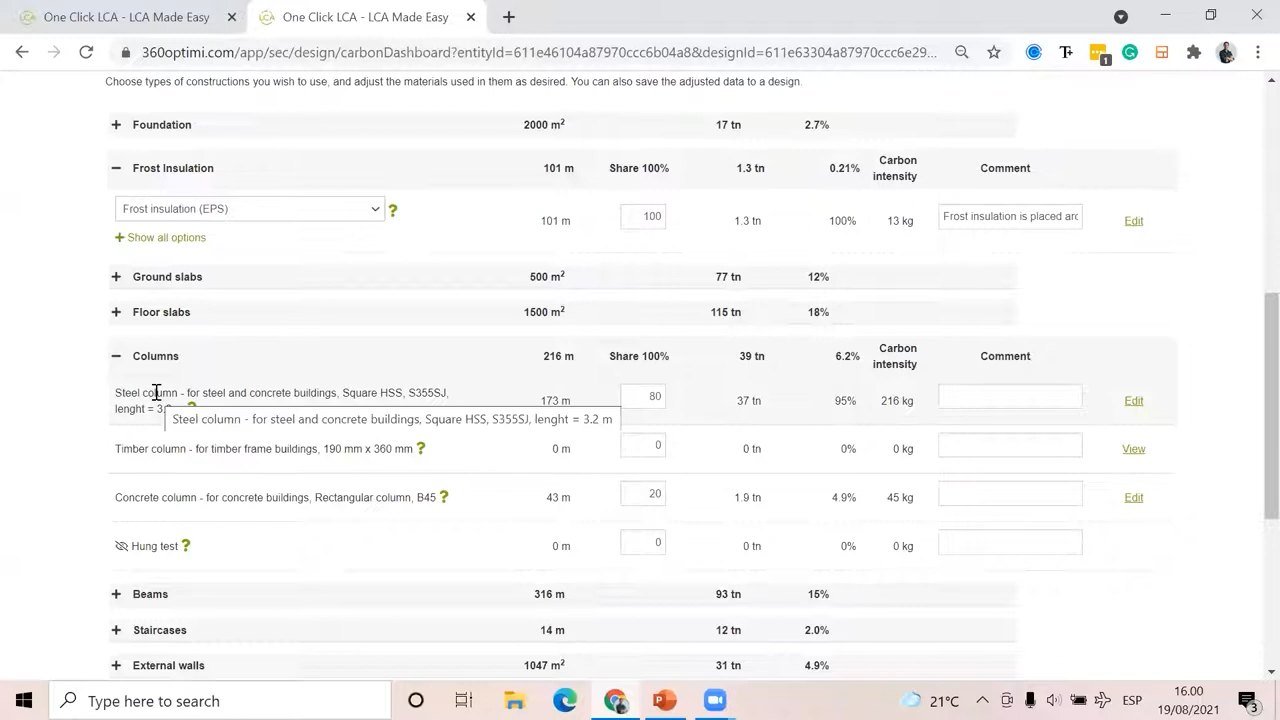 One Click LCA - LCA Made Easy
One Click LCA - LCA Made Easy
360optimi.com/app/sec/design/carbonDashboard?entityId=611e46104a87970ccc6b04a8&designId=611e63304a87970ccc6e29...
1
Choose types of constructions you wish to use, and adjust the materials used in them as desired. You can also save the adjusted data to a design.
Foundation 2000 m² 17 tn 2.7%
Frost Insulation 101 m Share 100% 1.3 tn 0.21% Carbon intensity Comment
Frost insulation (EPS) ? 101 m 100 1.3 tn 100% 13 kg Frost insulation is placed arc Edit
+ Show all options
Ground slabs 500 m² 77 tn 12%
Floor slabs 1500 m² 115 tn 18%
Columns 216 m Share 100% 39 tn 6.2% Carbon intensity Comment
Steel column - for steel and concrete buildings, Square HSS, S355SJ,
lenght = 3.2 173 m 80 37 tn 95% 216 kg Edit
Steel column - for steel and concrete buildings, Square HSS, S355SJ, lenght = 3.2 m
Timber column - for timber frame buildings, 190 mm x 360 mm ? 0 m 0 0 tn 0% 0 kg View
Concrete column - for concrete buildings, Rectangular column, B45 ? 43 m 20 1.9 tn 4.9% 45 kg Edit
Hung test ? 0 m 0 0 tn 0% 0 kg
Beams 316 m 93 tn 15%
Staircases 14 m 12 tn 2.0%
External walls 1047 m² 31 tn 4.9%
Type here to search
21°C
ESP
16.00
19/08/2021
3